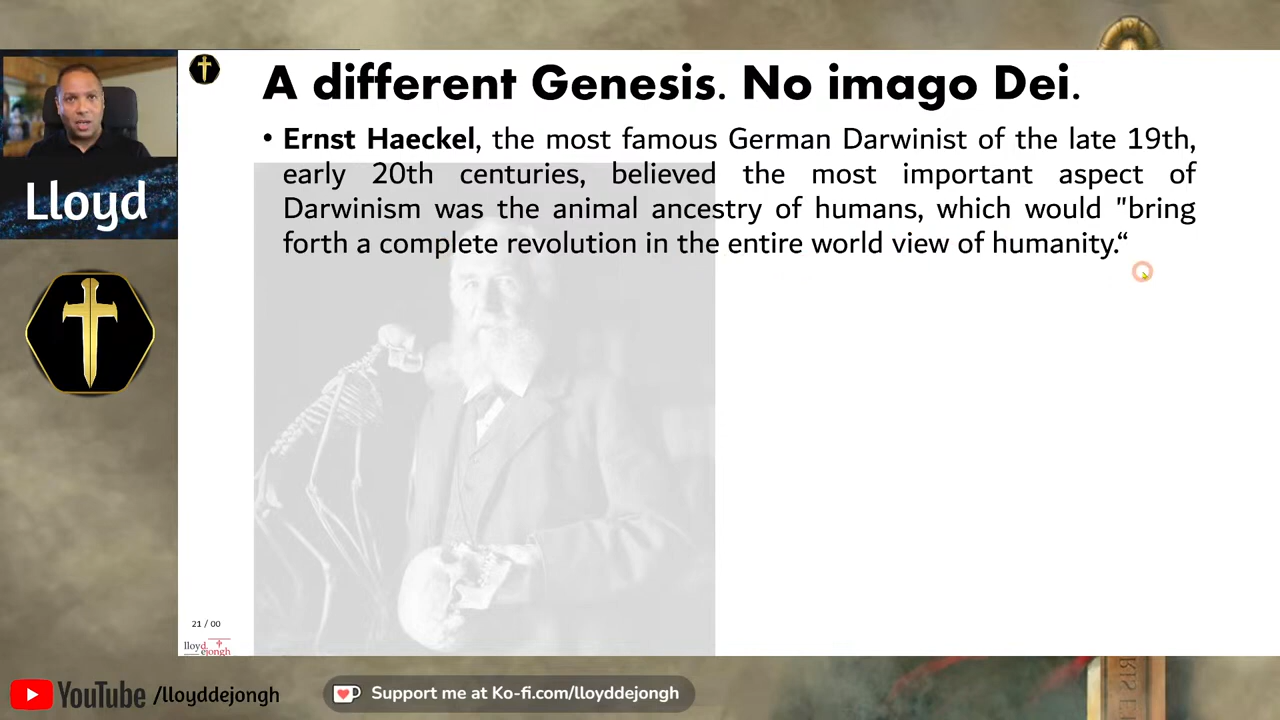 A different Genesis. No imago Dei.
• Ernst Haeckel, the most famous German Darwinist of the late 19th,
early 20th centuries, believed the most important aspect of
Darwinism was the animal ancestry of humans, which would "bring
forth a complete revolution in the entire world view of humanity.“
Lloyd
21 / 00
lloyd
ejongh
YouTube /lloyddejongh
Support me at Ko-fi.com/lloyddejongh